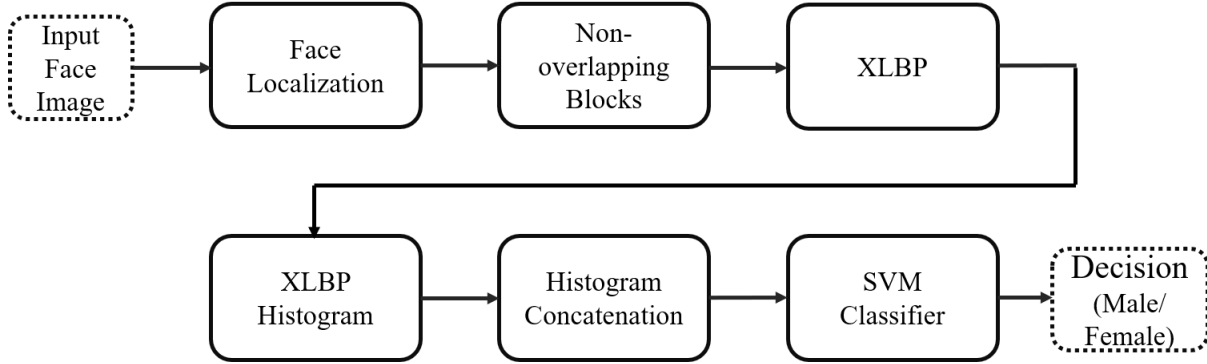 Input
Face
Image
Face
Localization
Non-
overlapping
Blocks
XLBP
XLBP
Histogram
Histogram
Concatenation
SVM
Classifier
Decision
(Male/
Female)